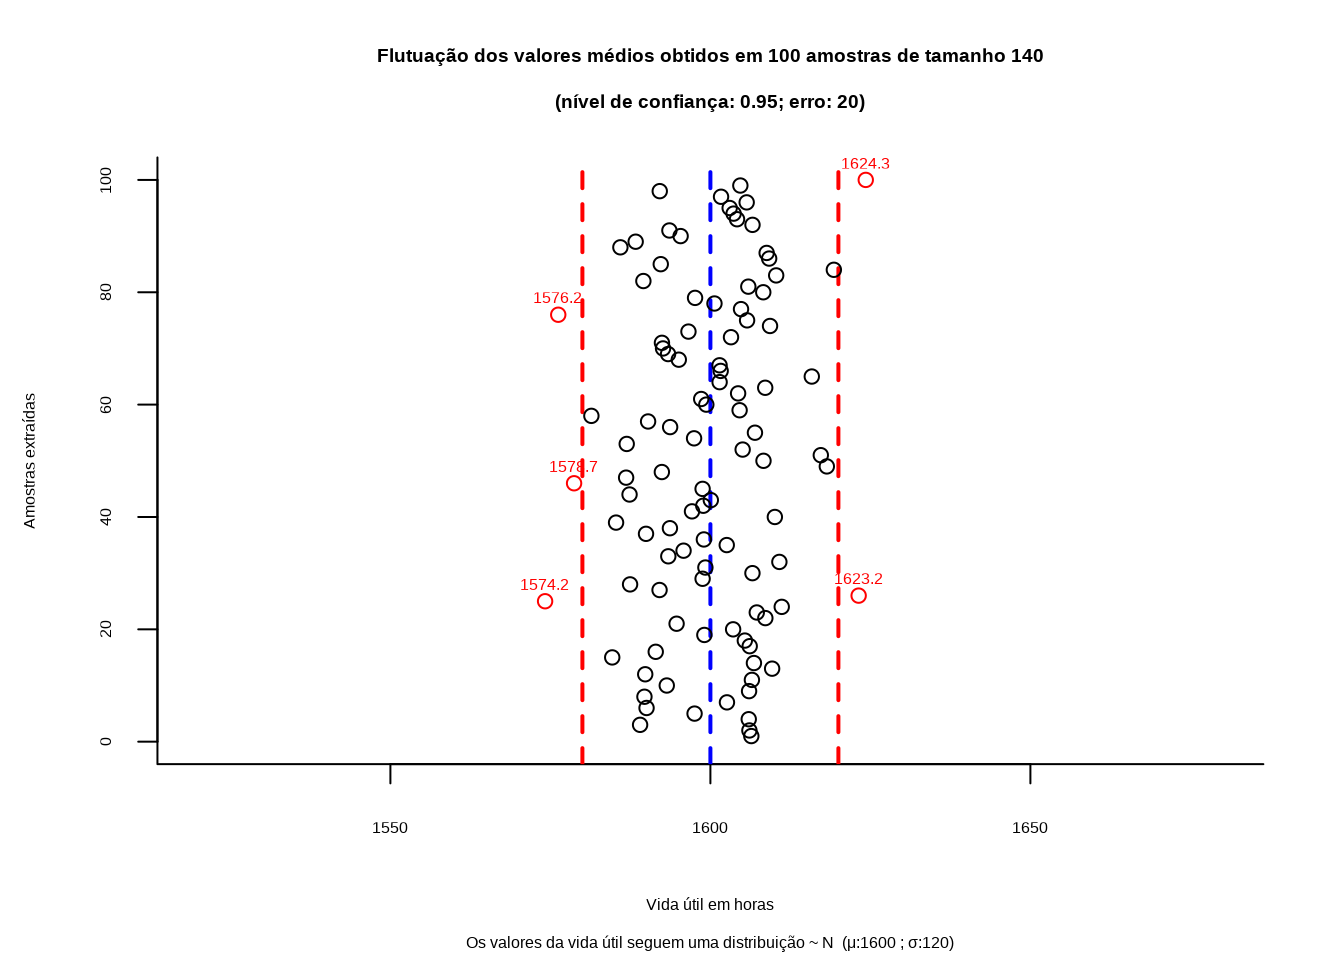 Flutuação dos valores médios obtidos em 100 amostras de tamanho 140
(nível de confiança: 0.95; erro: 20)
1624.3
1576.2
1578.7
1574.2
1623.2
100
80
60
40
20
0
Amostras extraídas
1550 1600 1650
Vida útil em horas
Os valores da vida útil seguem uma distribuição ~ N (μ:1600 ; σ:120)